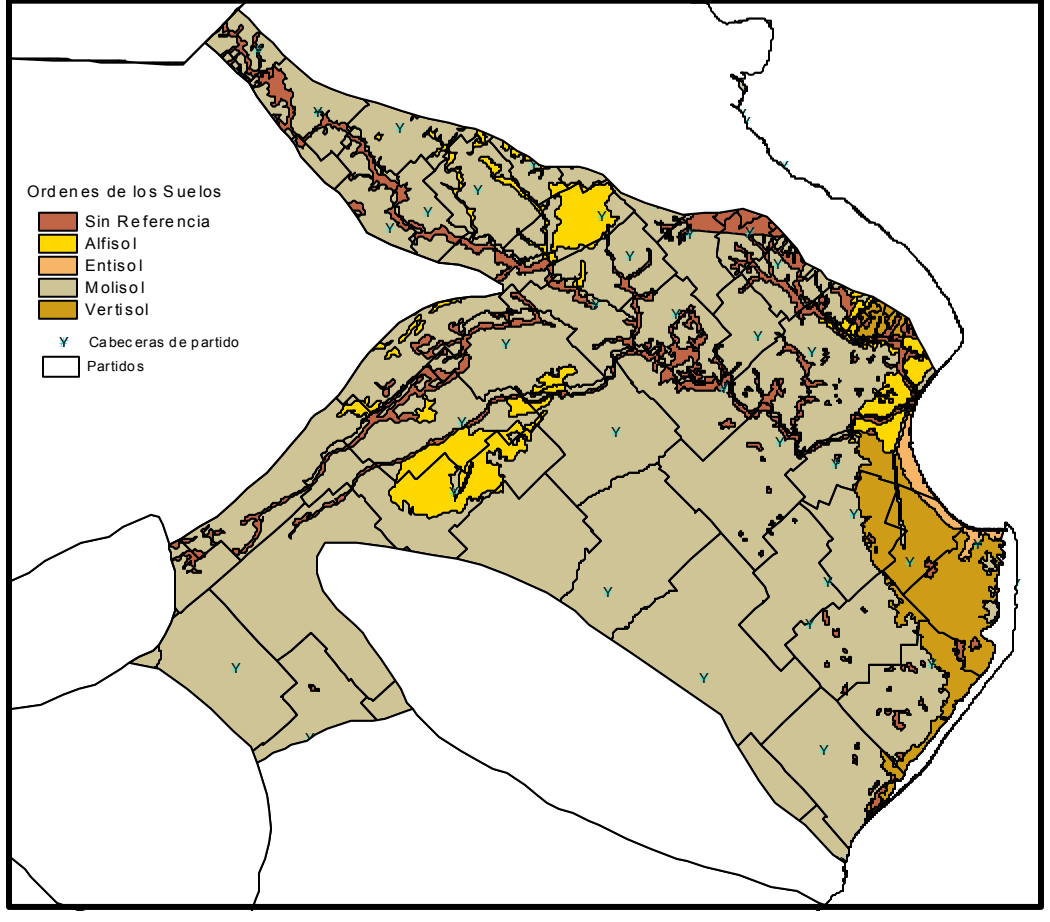 Ordenes de los Suelos
Sin Referencia
Alfisol
Entisol
Molisol
Vertisol
Cabeceras de partido
Partidos